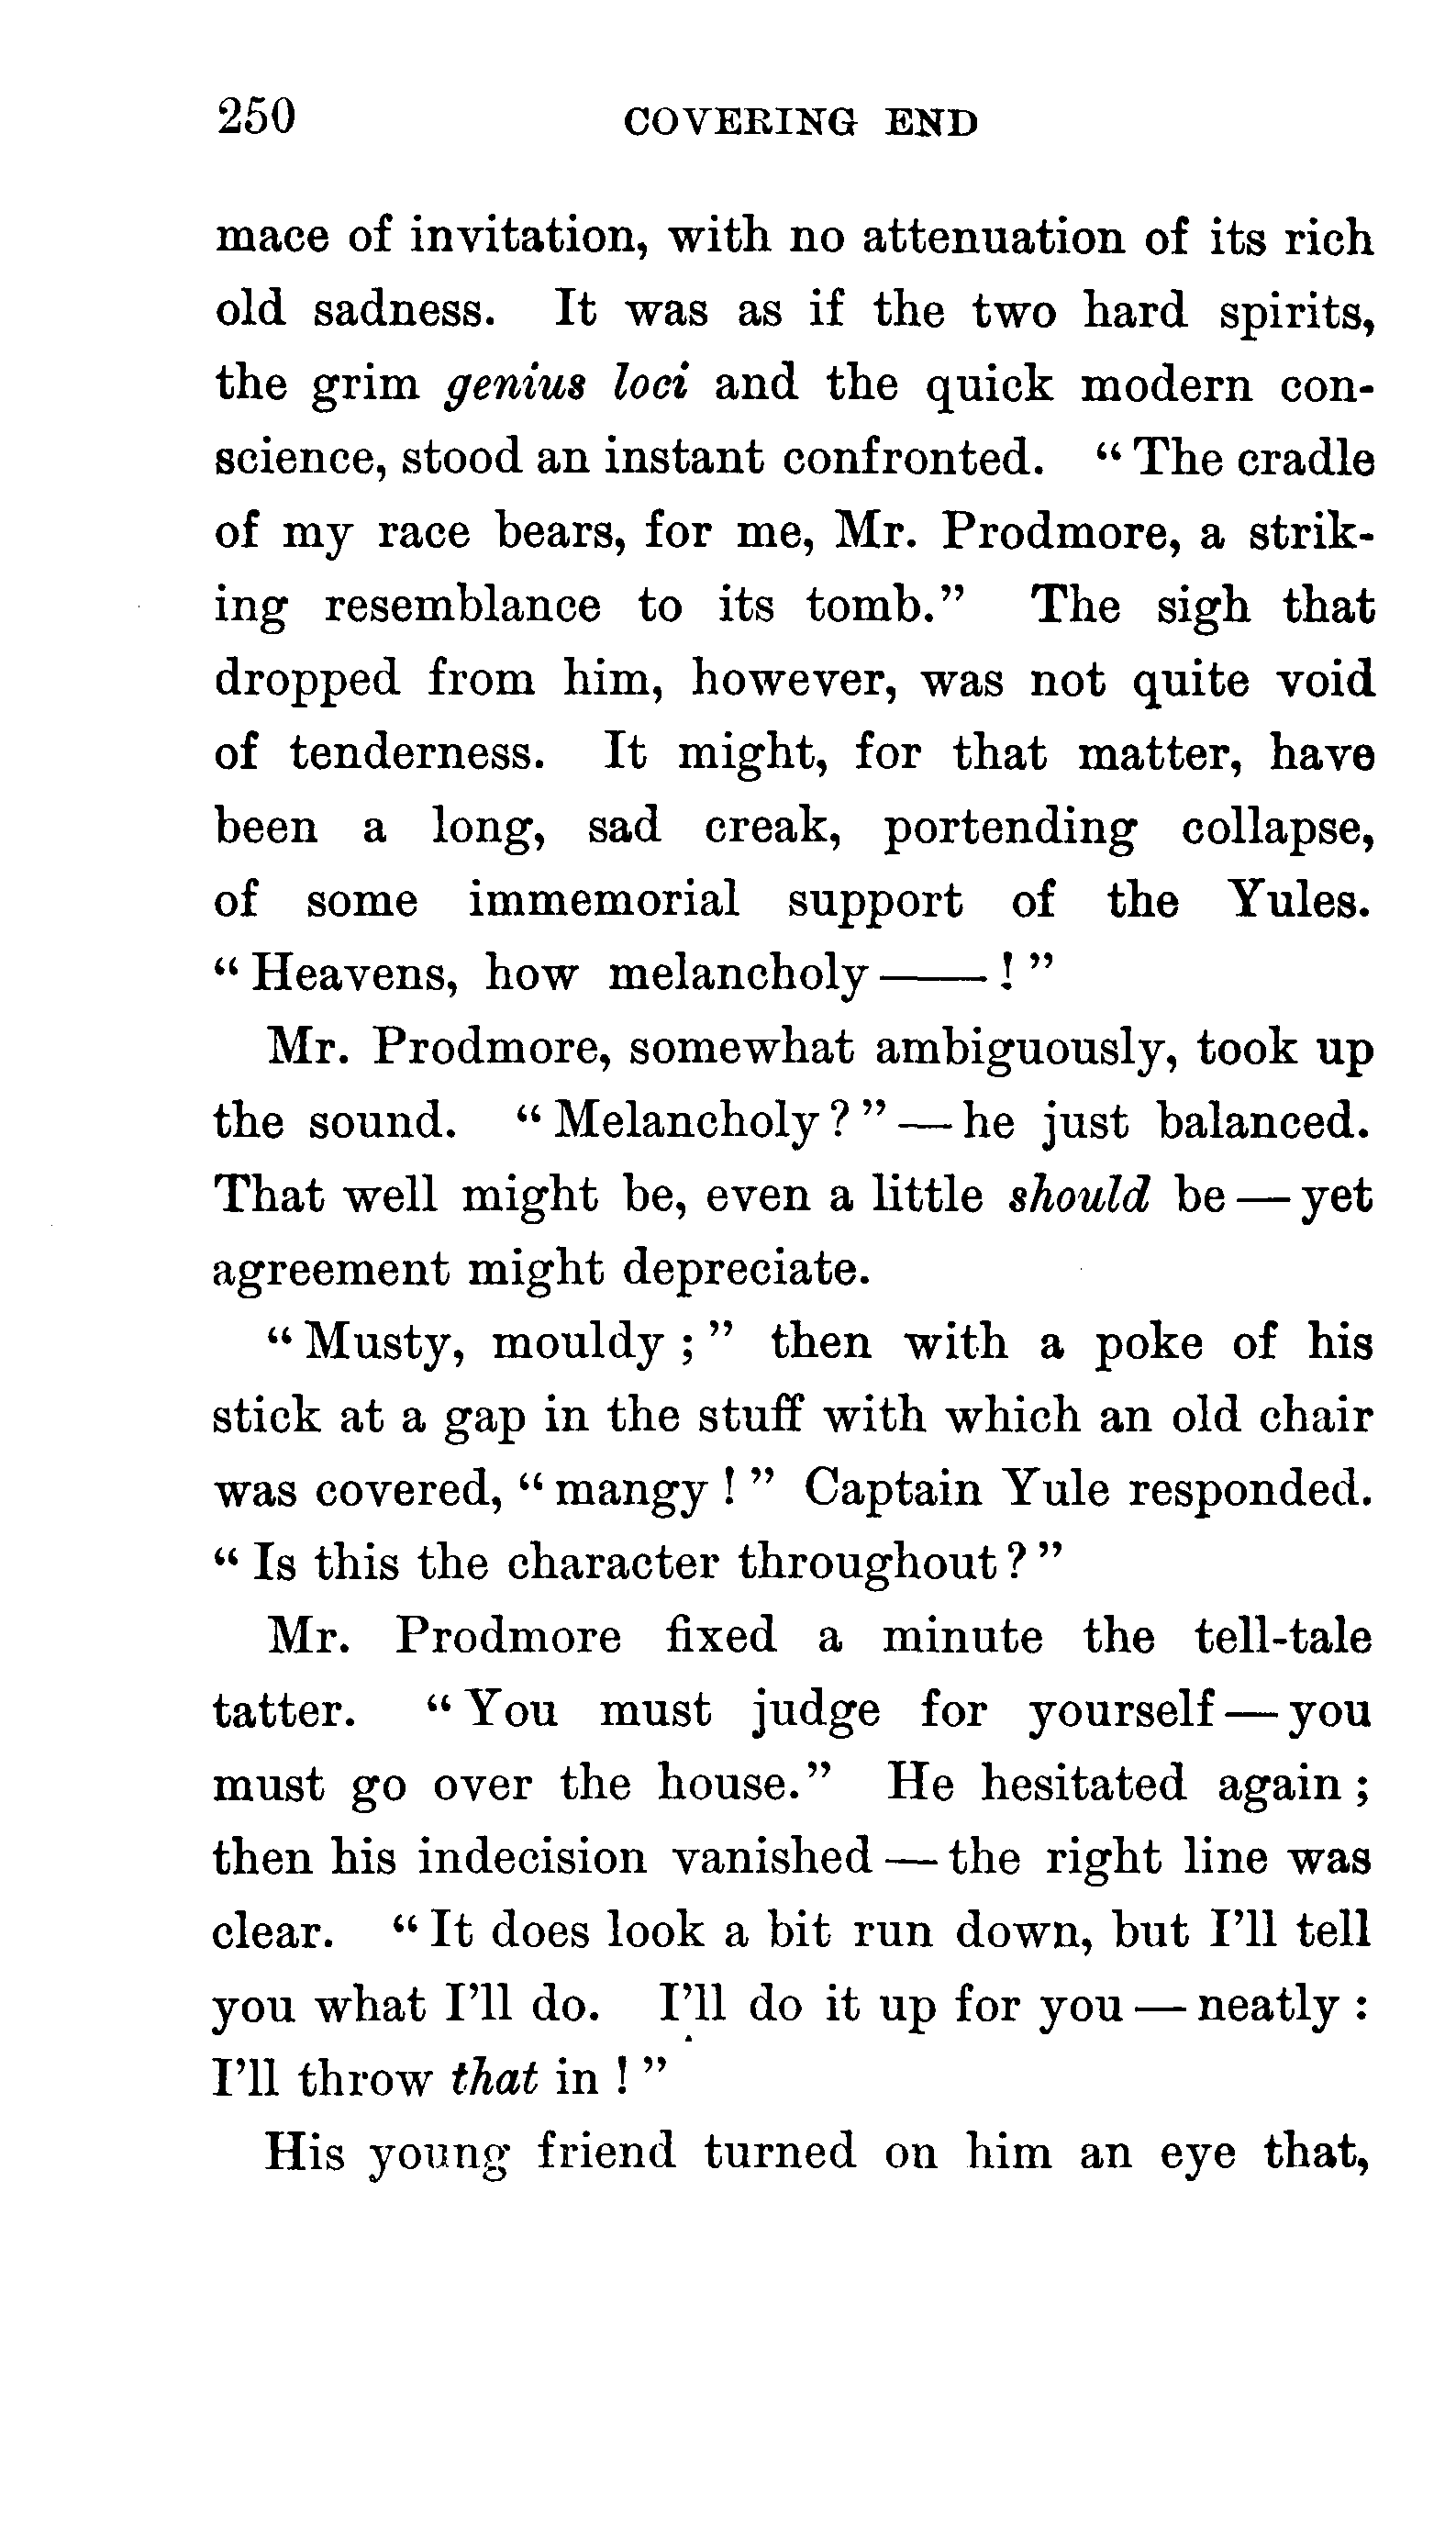 250 COVERING END
mace of invitation, with no attenuation of its rich
old sadness. It was as if the two hard spirits,
the grim genius loci and the quick modern con-
science, stood an instant confronted. “ The cradle
of my race bears, for me, Mr. Prodmore, a strik-
ing resemblance to its tomb.” The sigh that
dropped from him, however, was not quite void
of tenderness. It might, for that matter, have
been a long, sad creak, portending collapse,
of some immemorial support of the Yules.
“ Heavens, how melancholy —— ! ”
Mr. Prodmore, somewhat ambiguously, took up
the sound. “ Melancholy ? ” — he just balanced.
That well might be, even a little should be — yet
agreement might depreciate.
“ Musty, mouldy ; ” then with a poke of his
stick at a gap in the stuff with which an old chair
was covered, “ mangy ! ” Captain Yule responded.
“ Is this the character throughout ? ”
Mr. Prodmore fixed a minute the tell-tale
tatter. “ You must judge for yourself — you
must go over the house.” He hesitated again ;
then his indecision vanished — the right line was
clear. “ It does look a bit run down, but I’ll tell
you what I’ll do. I’ll do it up for you — neatly :
I’ll throw that in ! ”
His young friend turned on him an eye that,